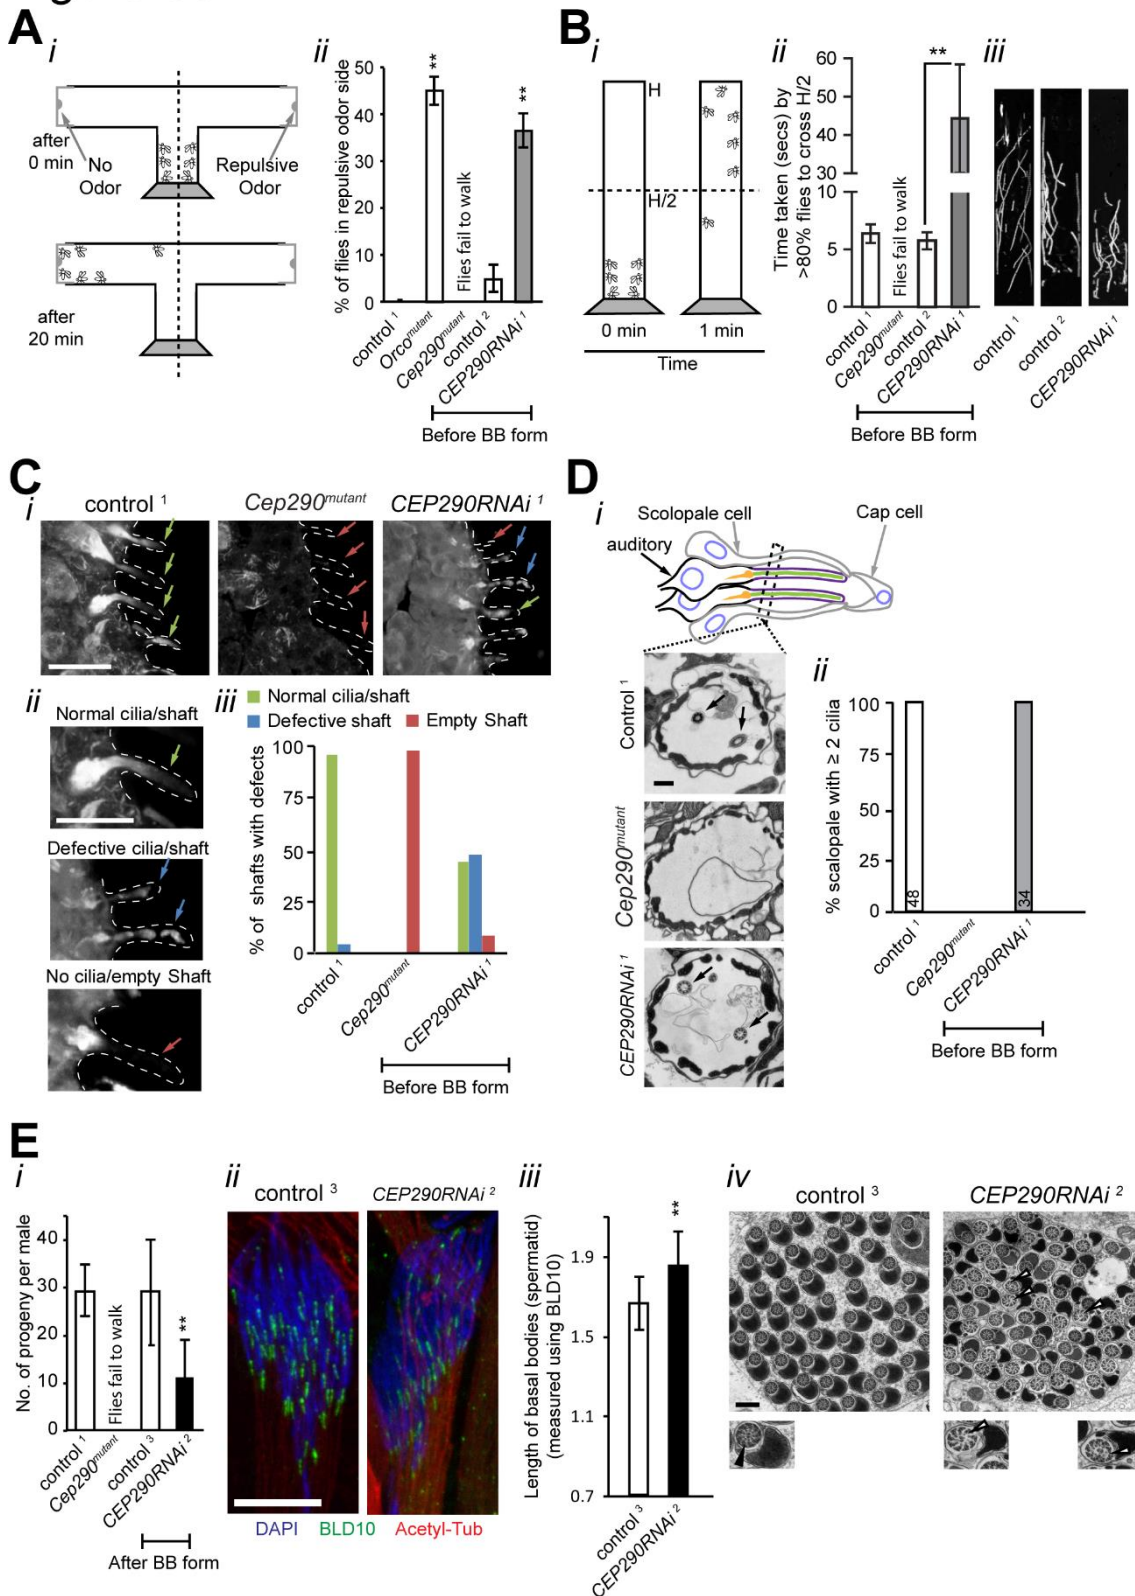 A
i
after
0 min
No
Odor
Repulsive
Odor
after
20 min
ii
% of flies in repulsive odor side
50
40
30
20
10
0
**
Flies fail to walk
**
control 1
Orco mutant
Cep290 mutant
control 2
CEP290RNAi 1
Before BB form
B
i
H
H/2
0 min
1 min
Time
ii
Time taken (secs) by
>80% flies to cross H/2
60
50
40
30
10
5
0
**
Flies fail to walk
control 1
Cep290 mutant
control 2
CEP290RNAi 1
Before BB form
iii
control 1
control 2
CEP290RNAi 1
C
i
control 1
Cep290 mutant
CEP290RNAi 1
ii
Normal cilia/shaft
Defective cilia/shaft
No cilia/empty Shaft
iii
Normal cilia/shaft
Defective shaft
Empty Shaft
% of shafts with defects
100
75
50
25
0
control 1
Cep290 mutant
CEP290RNAi 1
Before BB form
D
i
Scolopale cell
Cap cell
auditory
Control 1
Cep290 mutant
CEP290RNAi 1
ii
% scalopale with ≥ 2 cilia
100
75
50
25
0
48
34
control 1
Cep290 mutant
CEP290RNAi 1
Before BB form
E
i
No. of progeny per male
40
30
20
10
0
Flies fail to walk
**
control 1
Cep290 mutant
control 3
CEP290RNAi 2
After BB form
ii
control 3
CEP290RNAi 2
DAPI BLD10 Acetyl-Tub
iii
Length of basal bodies (spermatid)
(measured using BLD10)
1.9
1.5
1.1
0.7
**
control 3
CEP290RNAi 2
iv
control 3
CEP290RNAi 2